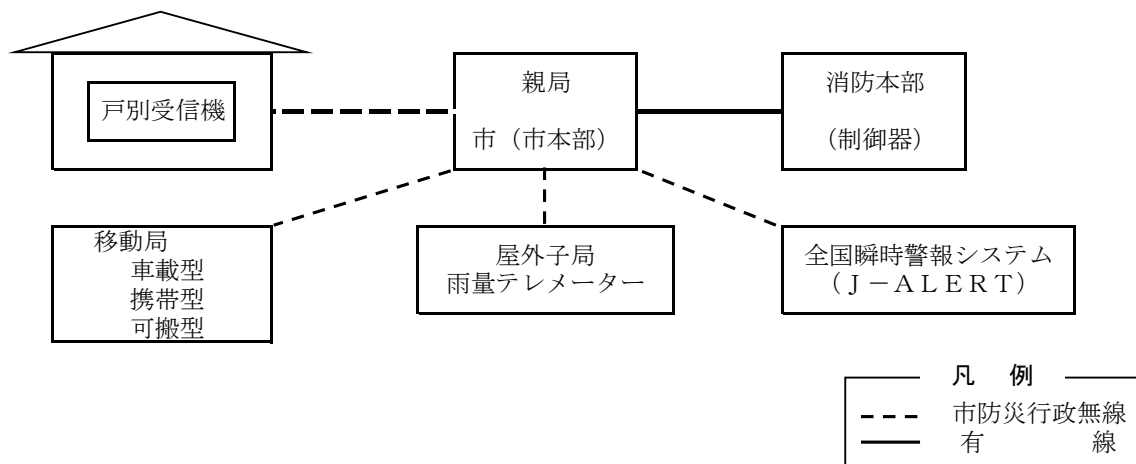 戸別受信機
親局
市（市本部）
消防本部
（制御器）
移動局
車載型
携帯型
可搬型
屋外子局
雨量テレメーター
全国瞬時警報システム
（Ｊ－ＡＬＥＲＴ）
凡　例
市防災行政無線
有　　　　線